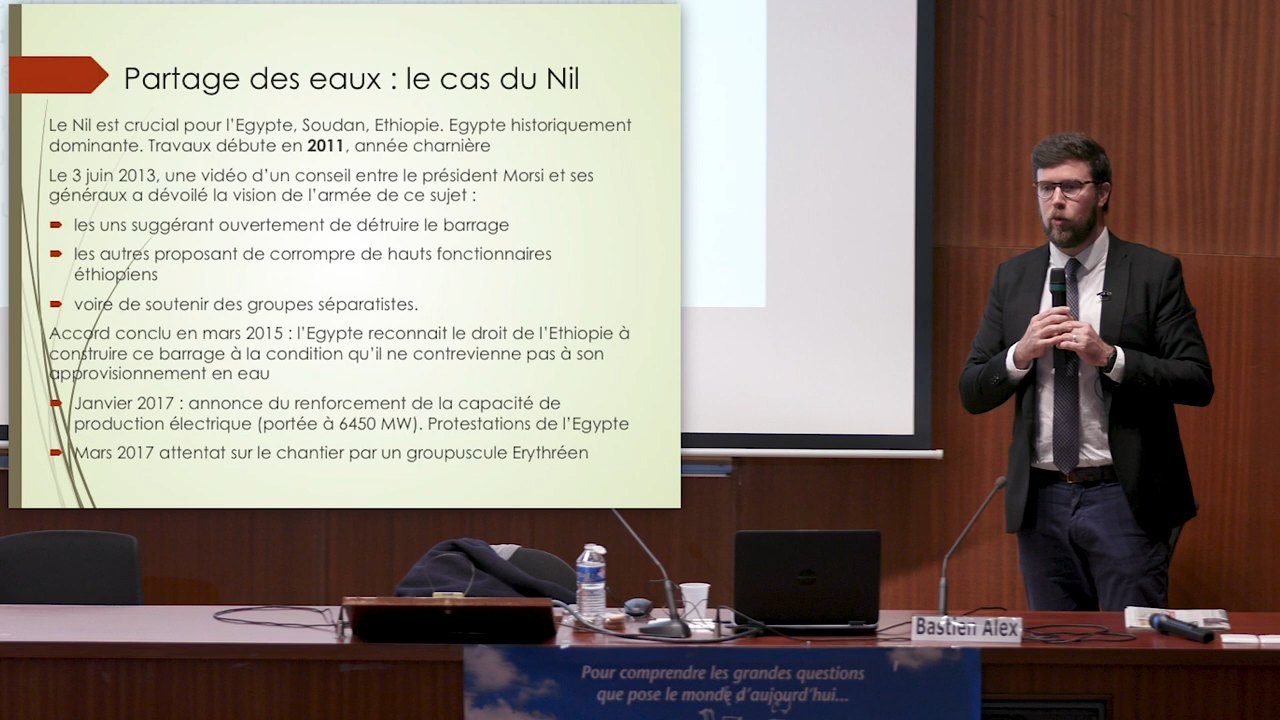 Partage des eaux : le cas du Nil
Le Nil est crucial pour l'Egypte, Soudan, Ethiopie. Egypte historiquement
dominante. Travaux débute en 2011, année charnière
Le 3 juin 2013, une vidéo d'un conseil entre le président Morsi et ses
généraux a dévoilé la vision de l'armée de ce sujet :
les uns suggérant ouvertement de détruire le barrage
les autres proposant de corrompre de hauts fonctionnaires
éthiopiens
voire de soutenir des groupes séparatistes.
Accord conclu en mars 2015 : l'Egypte reconnait le droit de l'Ethiopie à
construire ce barrage à la condition qu'il ne contrevienne pas à son
approvisionnement en eau
Janvier 2017 : annonce du renforcement de la capacité de
production électrique (portée à 6450 MW). Protestations de l'Egypte
Mars 2017 attentat sur le chantier par un groupuscule Erythréen
Bastien Alex
Pour comprendre les grandes questions
que pose le monde d'aujourd'hui...